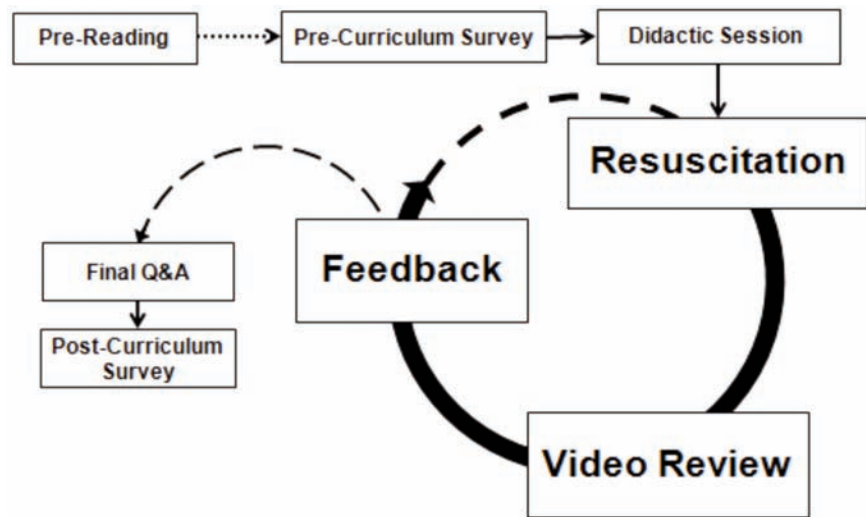 Pre-Reading
Pre-Curriculum Survey
Didactic Session
Resuscitation
Feedback
Final Q&A
Post-Curriculum
Survey
Video Review